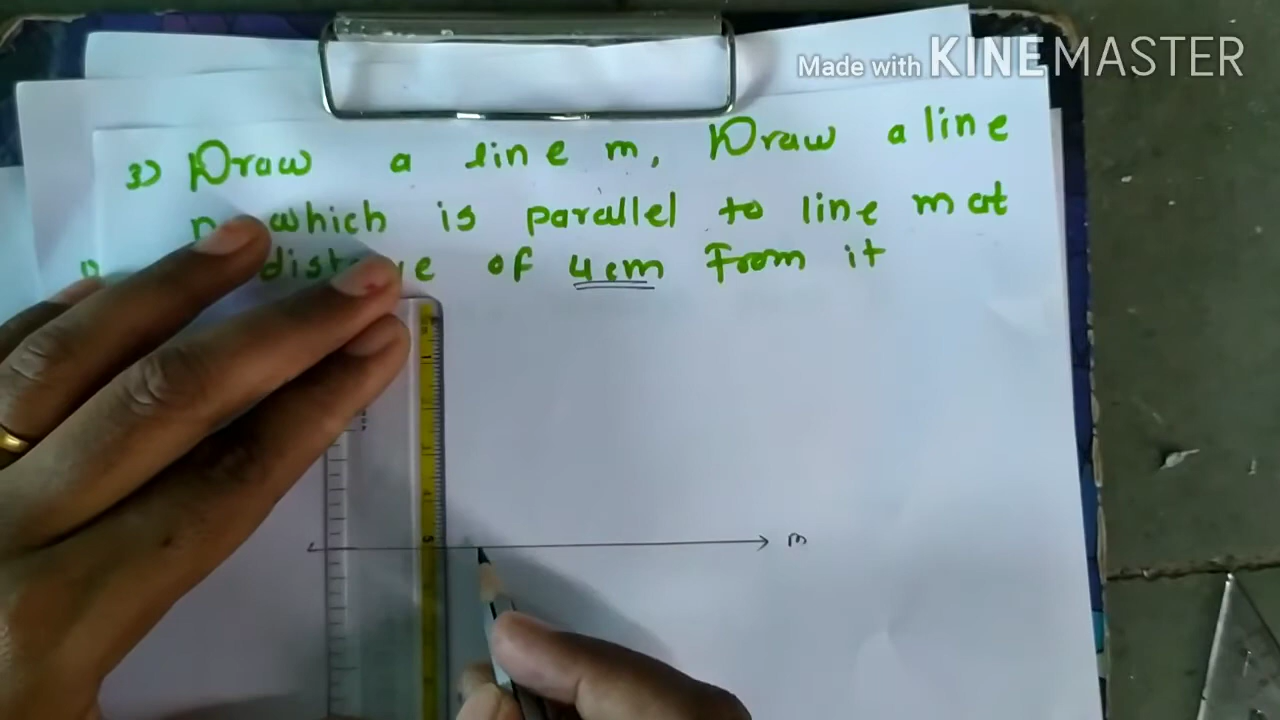 Made with KINEMASTER
3) Draw a line m, Draw a line
n which is parallel to line m at
of 4cm From it
m